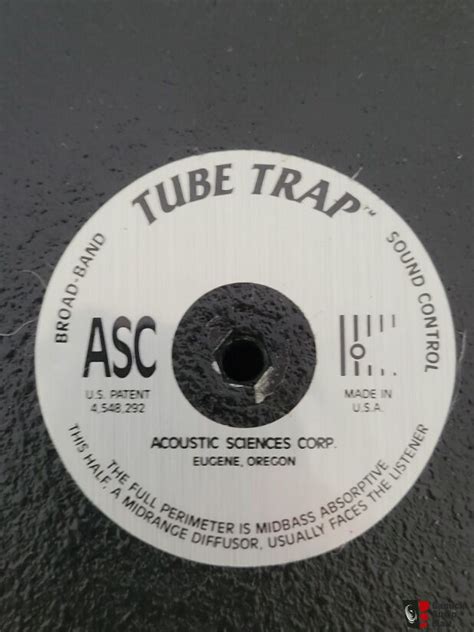 TUBE TRAP™
BROAD-BAND
SOUND CONTROL
ASC
U.S. PATENT
4,548,292
MADE IN
U.S.A.
ACOUSTIC SCIENCES CORP.
EUGENE, OREGON
THE FULL PERIMETER IS MIDBASS ABSORPTIVE
THIS HALF, A MIDRANGE DIFFUSOR, USUALLY FACES THE LISTENER